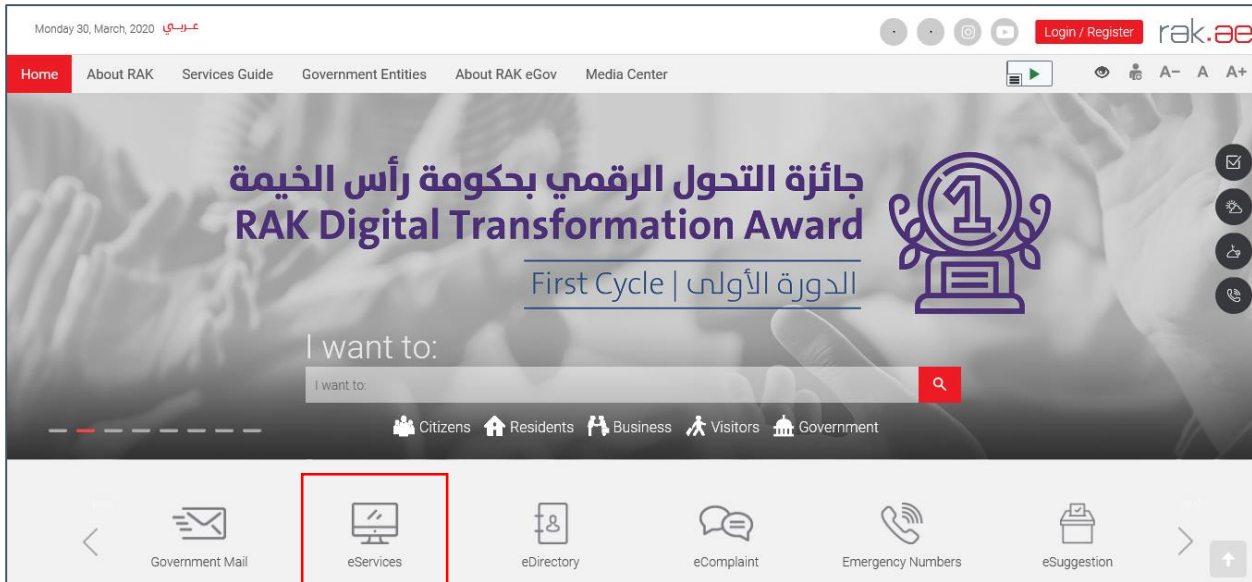 Monday 30, March, 2020 عــربــي
Login / Register
rak.ae
Home About RAK Services Guide Government Entities About RAK eGov Media Center
A- A A+
جائزة التحول الرقمي بحكومة رأس الخيمة
RAK Digital Transformation Award
First Cycle | الدورة الأولى
1
I want to:
I want to:
Citizens Residents Business Visitors Government
Government Mail eServices eDirectory eComplaint Emergency Numbers eSuggestion